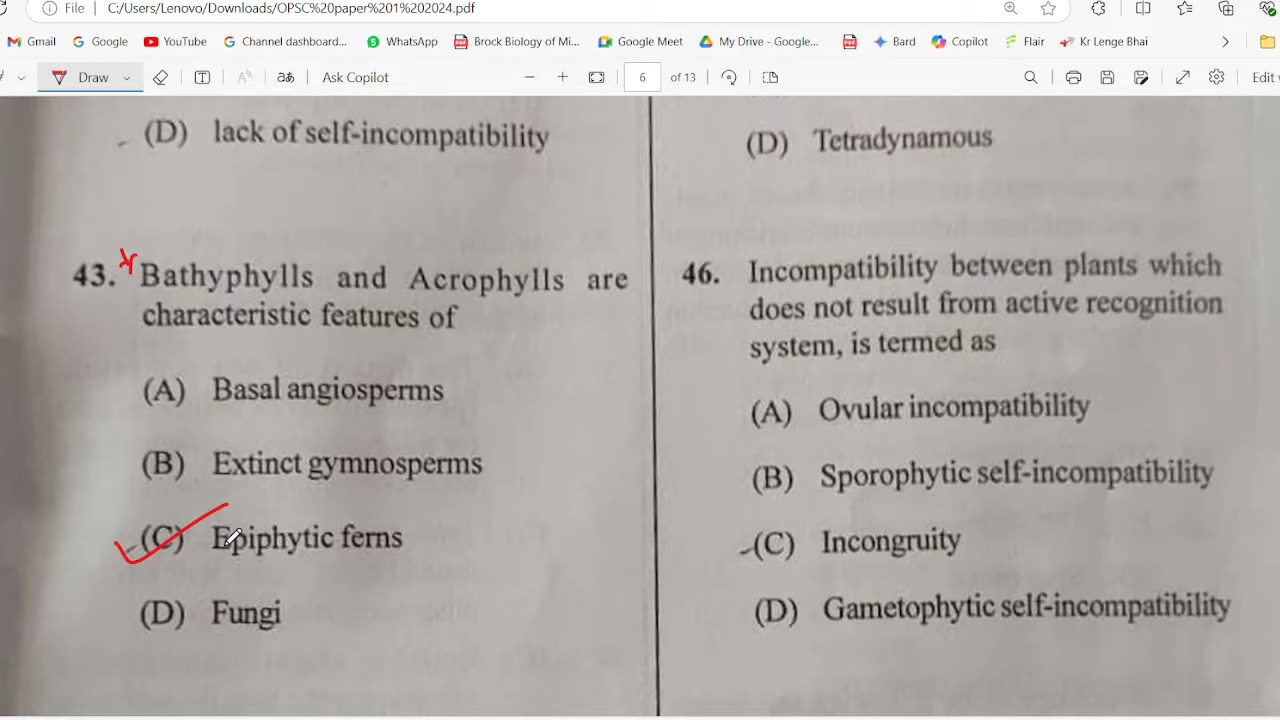 File C:/Users/Lenovo/Downloads/OPSC%20paper%201%202024.pdf
Gmail Google YouTube Channel dashboard... WhatsApp Brock Biology of Mi... Google Meet My Drive - Google... Bard Copilot Flair Kr Lenge Bhai
Draw Ask Copilot 6 of 13 Edit
(D) lack of self-incompatibility
43. Bathyphylls and Acrophylls are
characteristic features of
(A) Basal angiosperms
(B) Extinct gymnosperms
(C) Epiphytic ferns
(D) Fungi
(D) Tetradynamous
46. Incompatibility between plants which
does not result from active recognition
system, is termed as
(A) Ovular incompatibility
(B) Sporophytic self-incompatibility
(C) Incongruity
(D) Gametophytic self-incompatibility